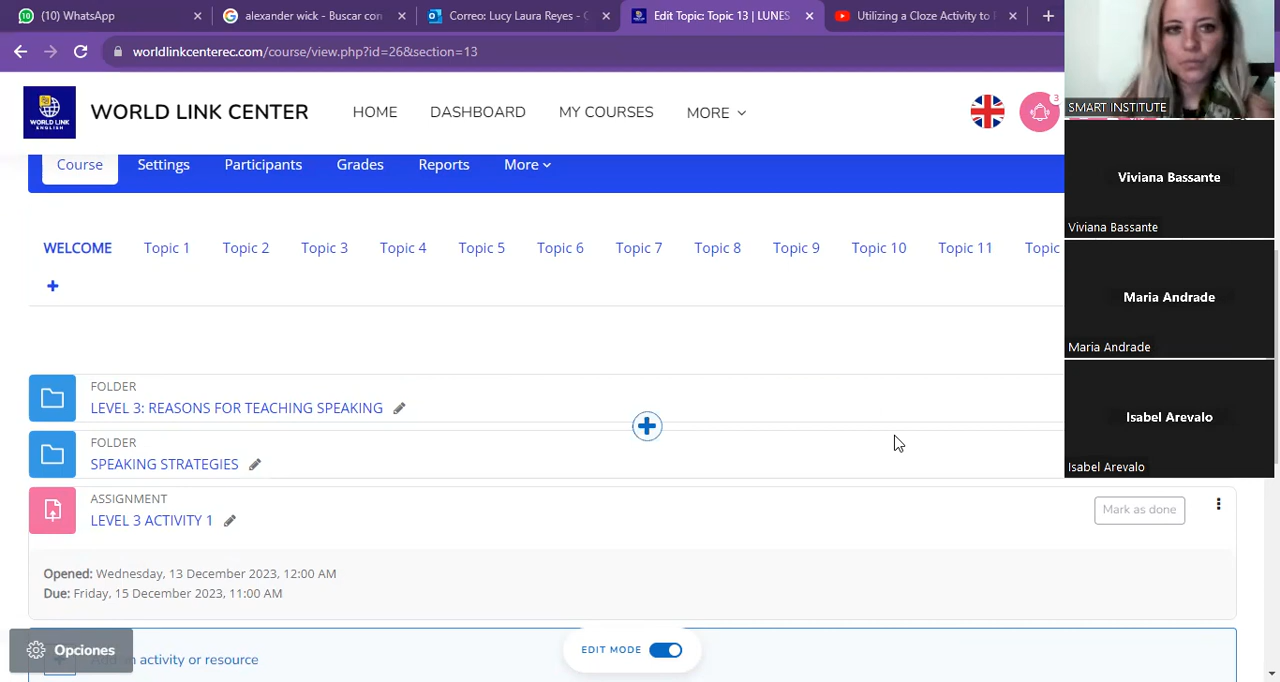 (10) WhatsApp
alexander wick - Buscar con
Correo: Lucy Laura Reyes -
Edit Topic: Topic 13 | LUNES
Utilizing a Cloze Activity to
worldlinkcenterec.com/course/view.php?id=26&section=13
WORLD LINK ENGLISH
WORLD LINK CENTER
HOME
DASHBOARD
MY COURSES
MORE
3
SMART INSTITUTE
Course
Settings
Participants
Grades
Reports
More
Viviana Bassante
Viviana Bassante
WELCOME
Topic 1
Topic 2
Topic 3
Topic 4
Topic 5
Topic 6
Topic 7
Topic 8
Topic 9
Topic 10
Topic 11
Topic
Maria Andrade
Maria Andrade
FOLDER
LEVEL 3: REASONS FOR TEACHING SPEAKING
FOLDER
SPEAKING STRATEGIES
Isabel Arevalo
Isabel Arevalo
ASSIGNMENT
LEVEL 3 ACTIVITY 1
Mark as done
Opened: Wednesday, 13 December 2023, 12:00 AM
Due: Friday, 15 December 2023, 11:00 AM
Opciones
EDIT MODE
an activity or resource